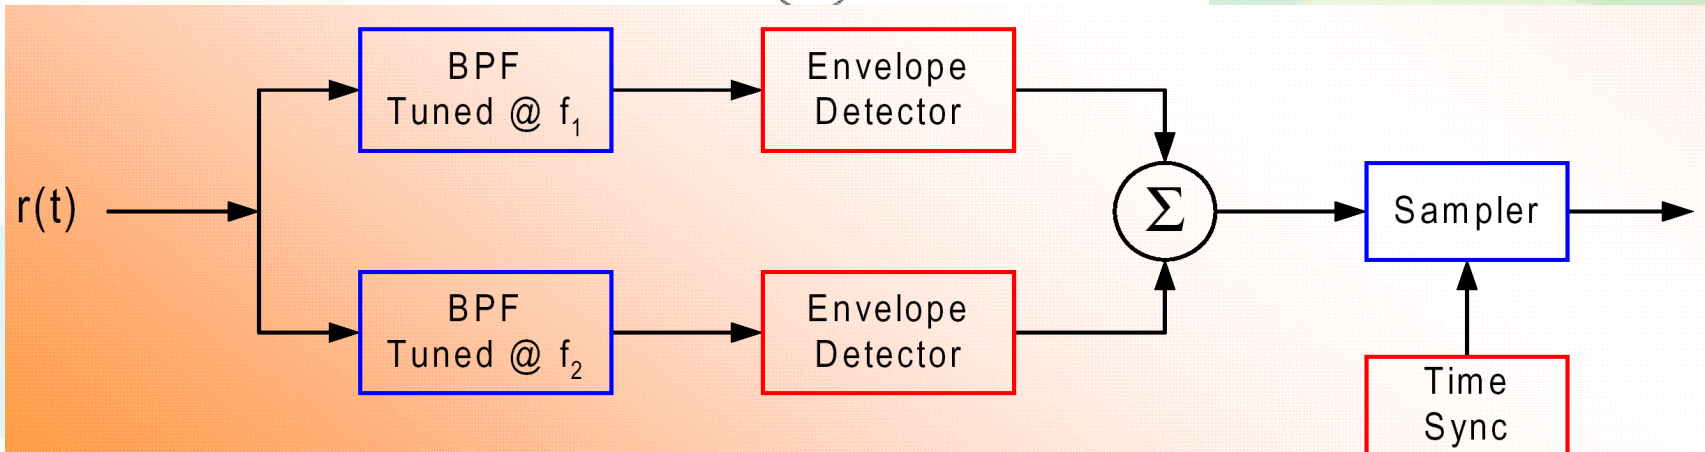 BPF
Tuned @ f₁
Envelope
Detector
r(t)
Σ
Sampler
BPF
Tuned @ f₂
Envelope
Detector
Time
Sync